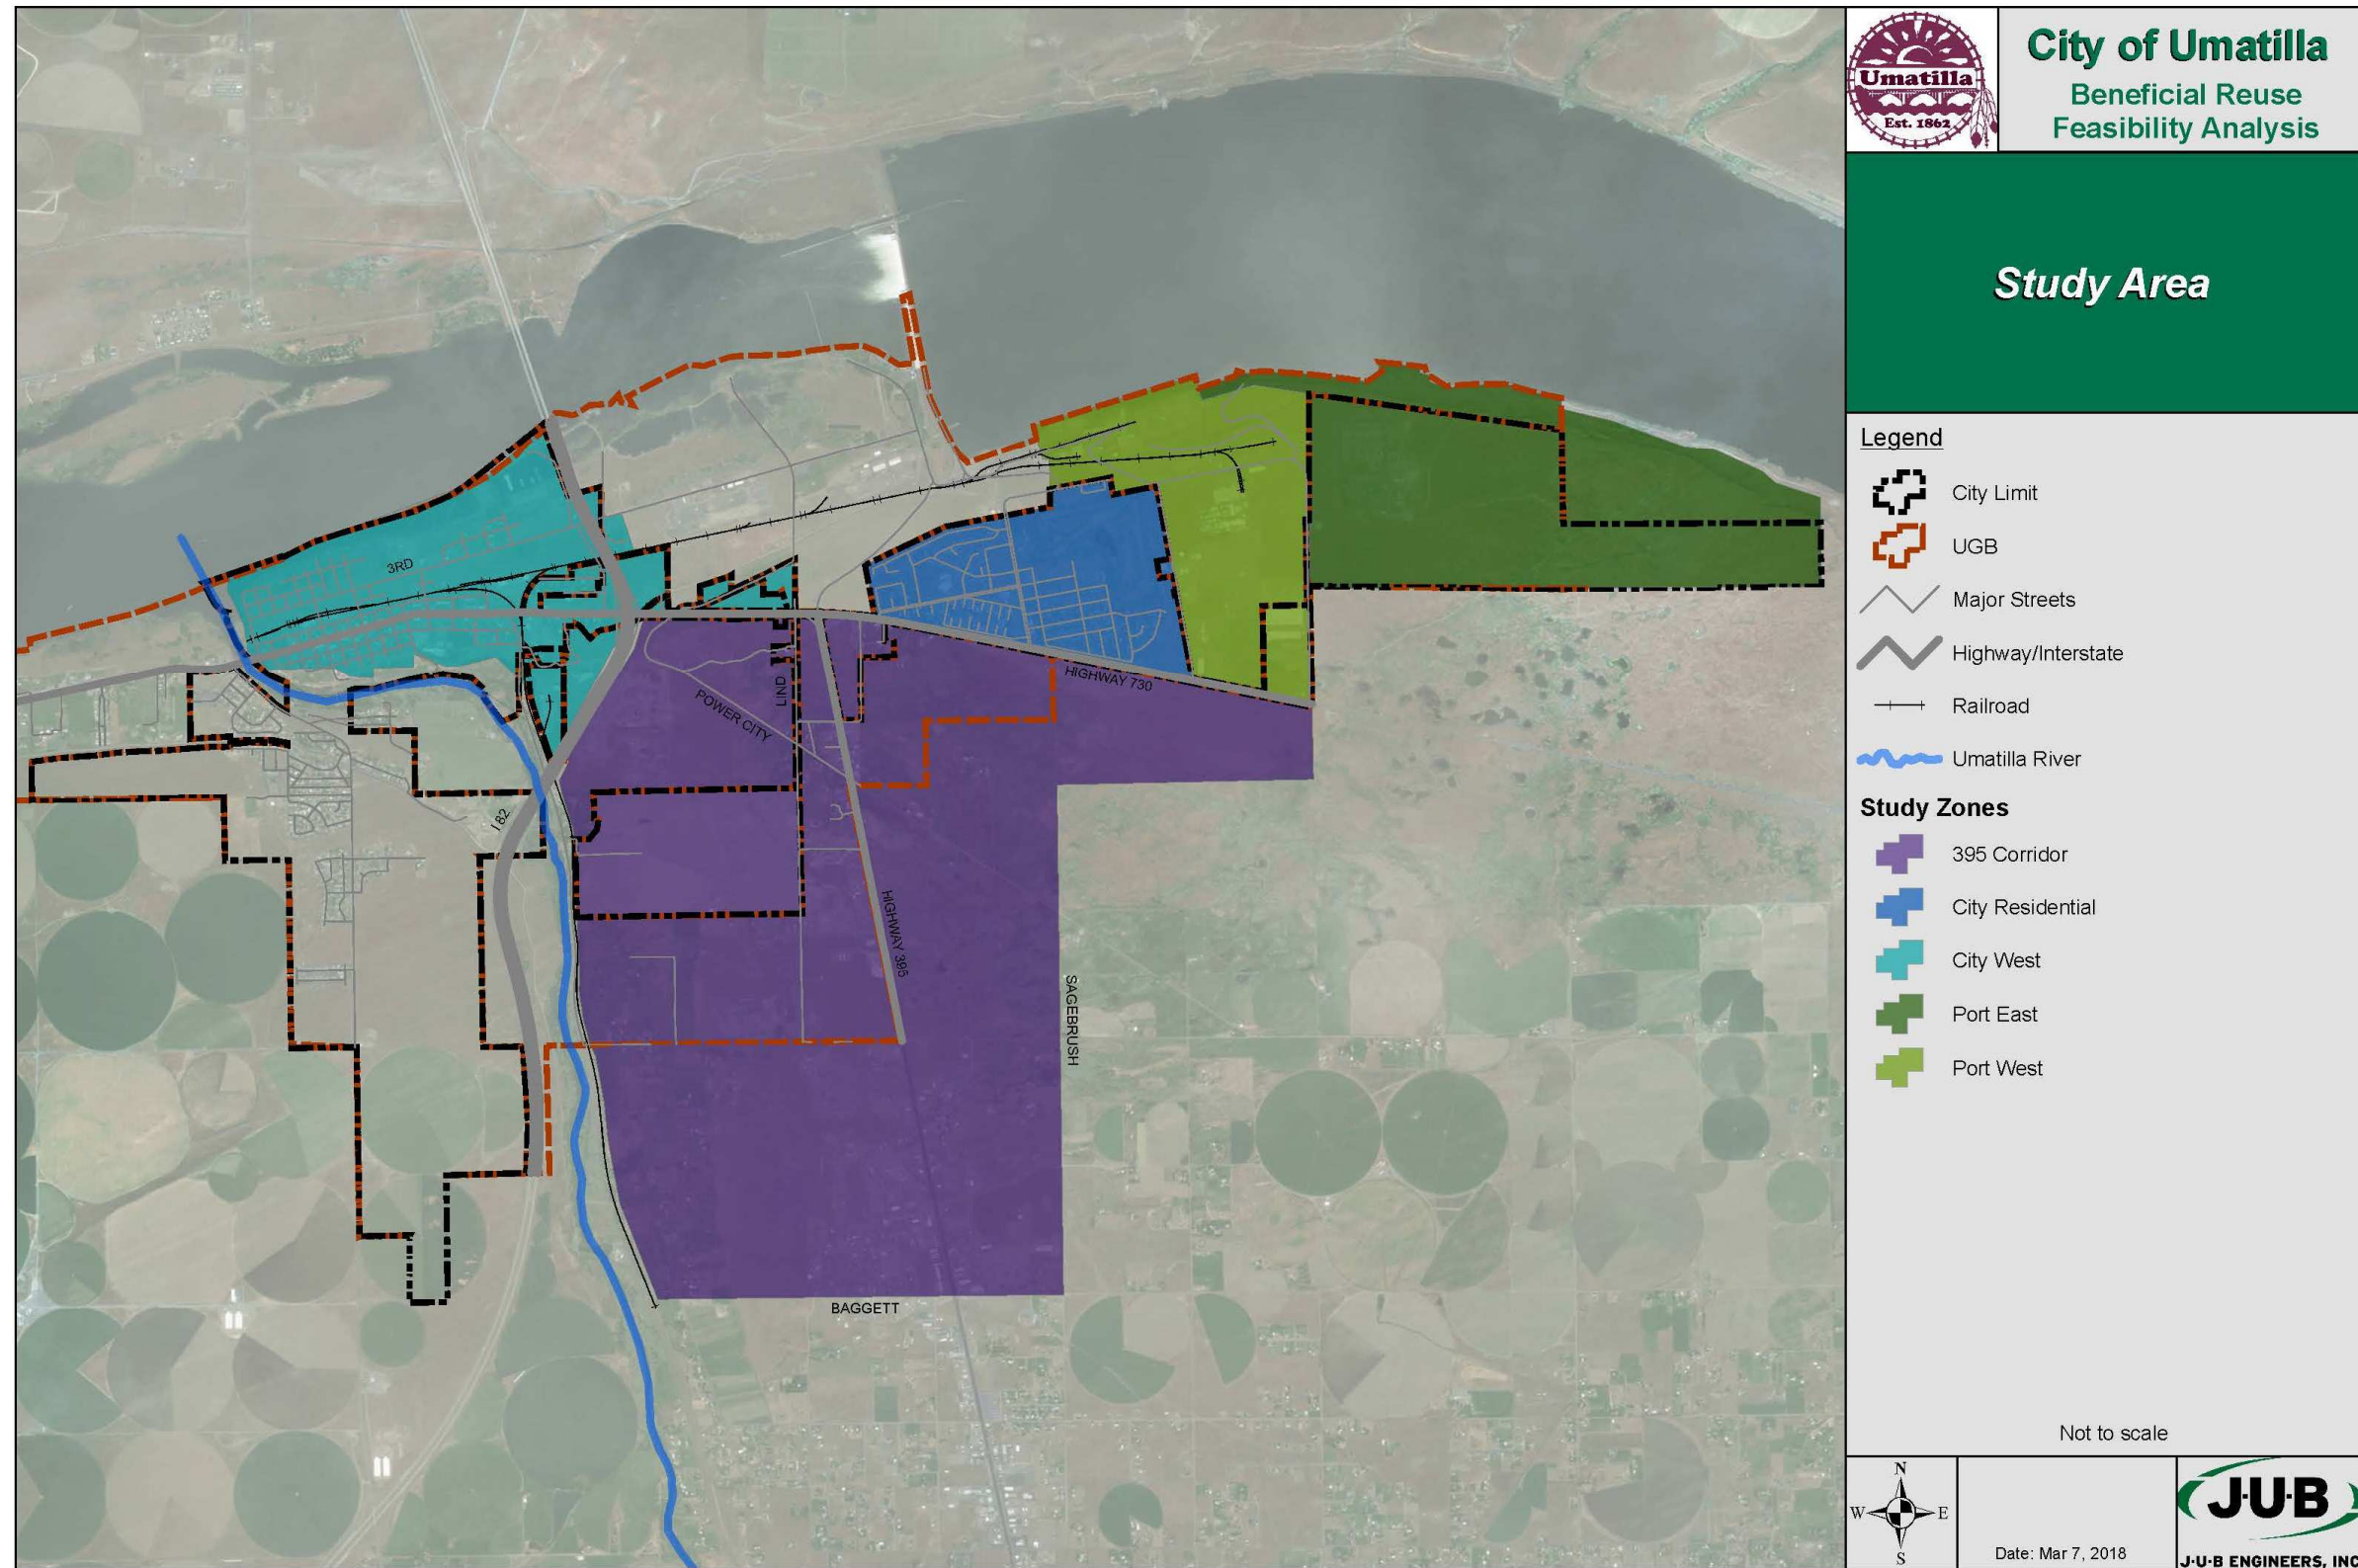 Umatilla
Est. 1862
City of Umatilla
Beneficial Reuse
Feasibility Analysis
Study Area
Legend
City Limit
UGB
Major Streets
Highway/Interstate
Railroad
Umatilla River
Study Zones
395 Corridor
City Residential
City West
Port East
Port West
Not to scale
N
W
E
S
Date: Mar 7, 2018
J·U·B
J·U·B ENGINEERS, INC
3RD
HIGHWAY 730
LIND
POWER CITY
I 82
HIGHWAY 395
SAGEBRUSH
BAGGETT